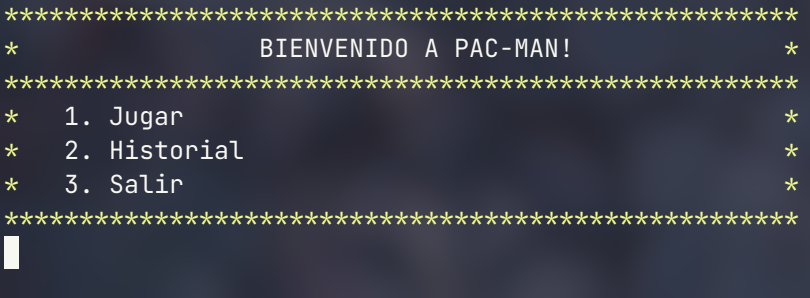 *****************************************************
*                BIENVENIDO A PAC-MAN!              *
*****************************************************
*   1. Jugar                                        *
*   2. Historial                                    *
*   3. Salir                                        *
*****************************************************